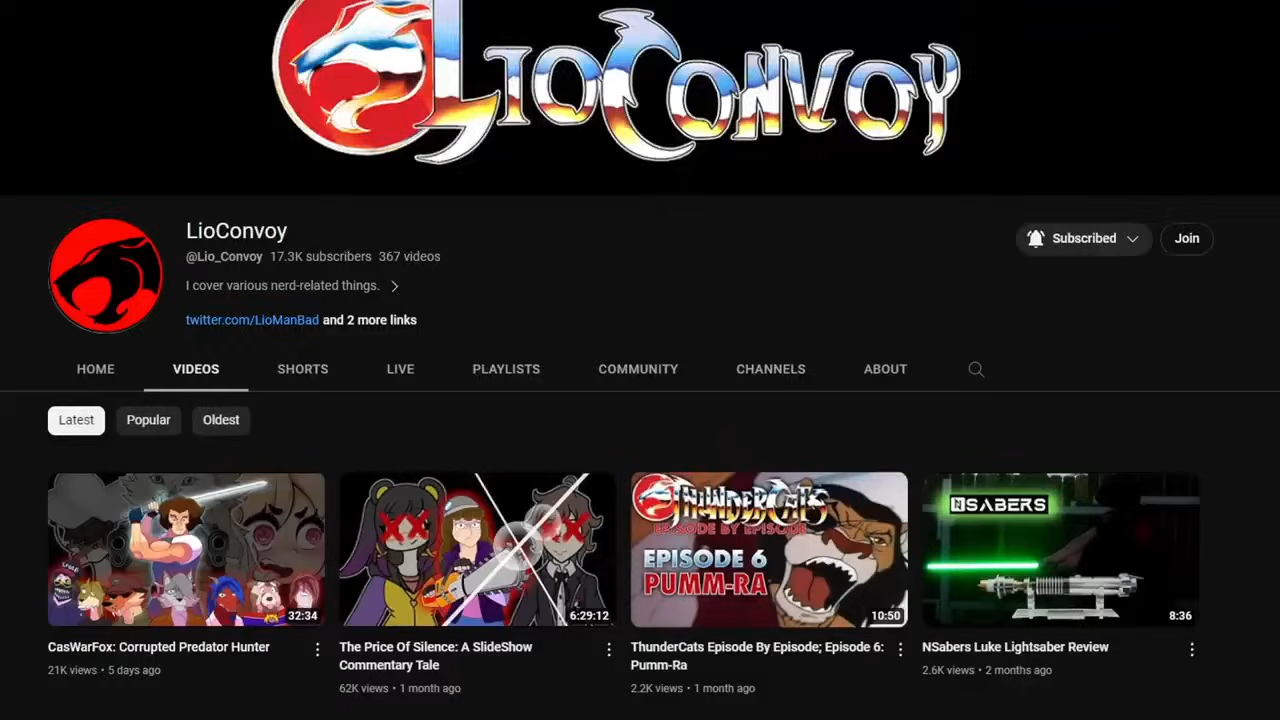 LIOCONVOY
LioConvoy
Subscribed
Join
@Lio_Convoy 17.3K subscribers 367 videos
I cover various nerd-related things.
twitter.com/LioManBad and 2 more links
HOME VIDEOS SHORTS LIVE PLAYLISTS COMMUNITY CHANNELS ABOUT
Latest Popular Oldest
32:34
6:29:12
THUNDERCATS
EPISODE BY EPISODE
EPISODE 6
PUMM-RA
10:50
NSABERS
8:36
CasWarFox: Corrupted Predator Hunter
21K views • 5 days ago
The Price Of Silence: A SlideShow
Commentary Tale
62K views • 1 month ago
ThunderCats Episode By Episode; Episode 6:
Pumm-Ra
2.2K views • 1 month ago
NSabers Luke Lightsaber Review
2.6K views • 2 months ago